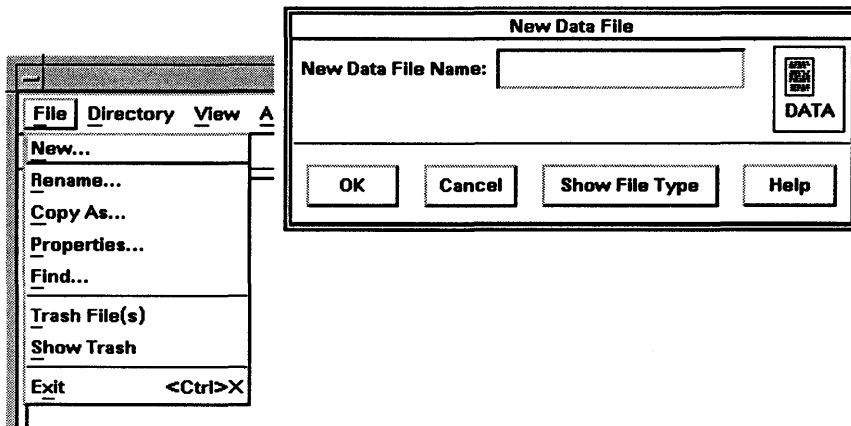 New Data File
New Data File Name:
DATA
OK Cancel Show File Type Help
File Directory View A
New...
Rename...
Copy As...
Properties...
Find...
Trash File(s)
Show Trash
Exit <Ctrl>X